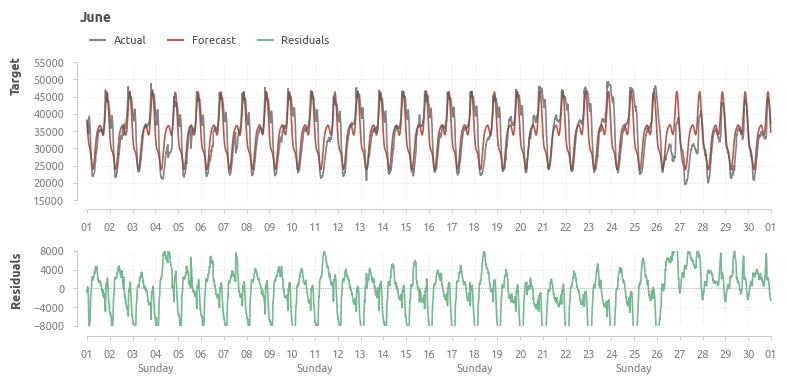 June
Actual Forecast Residuals
Target
55000
50000
45000
40000
35000
30000
25000
20000
15000
01 02 03 04 05 06 07 08 09 10 11 12 13 14 15 16 17 18 19 20 21 22 23 24 25 26 27 28 29 30 01
Residuals
8000
4000
0
−4000
−8000
01 02 03 04 05 06 07 08 09 10 11 12 13 14 15 16 17 18 19 20 21 22 23 24 25 26 27 28 29 30 01
Sunday Sunday Sunday Sunday